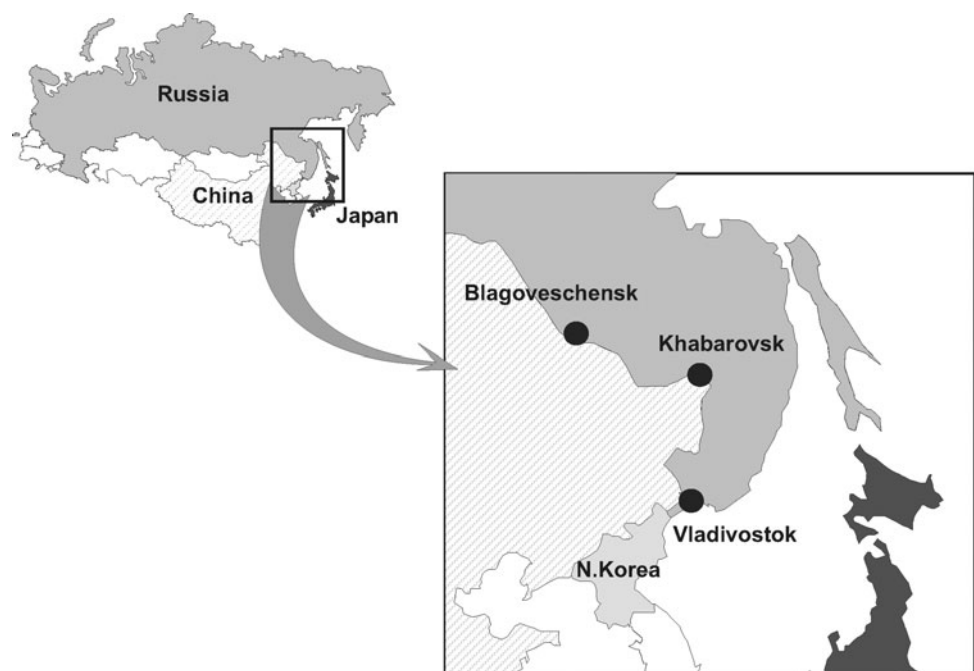 Russia
China
Japan
Blagoveschensk
Khabarovsk
Vladivostok
N.Korea